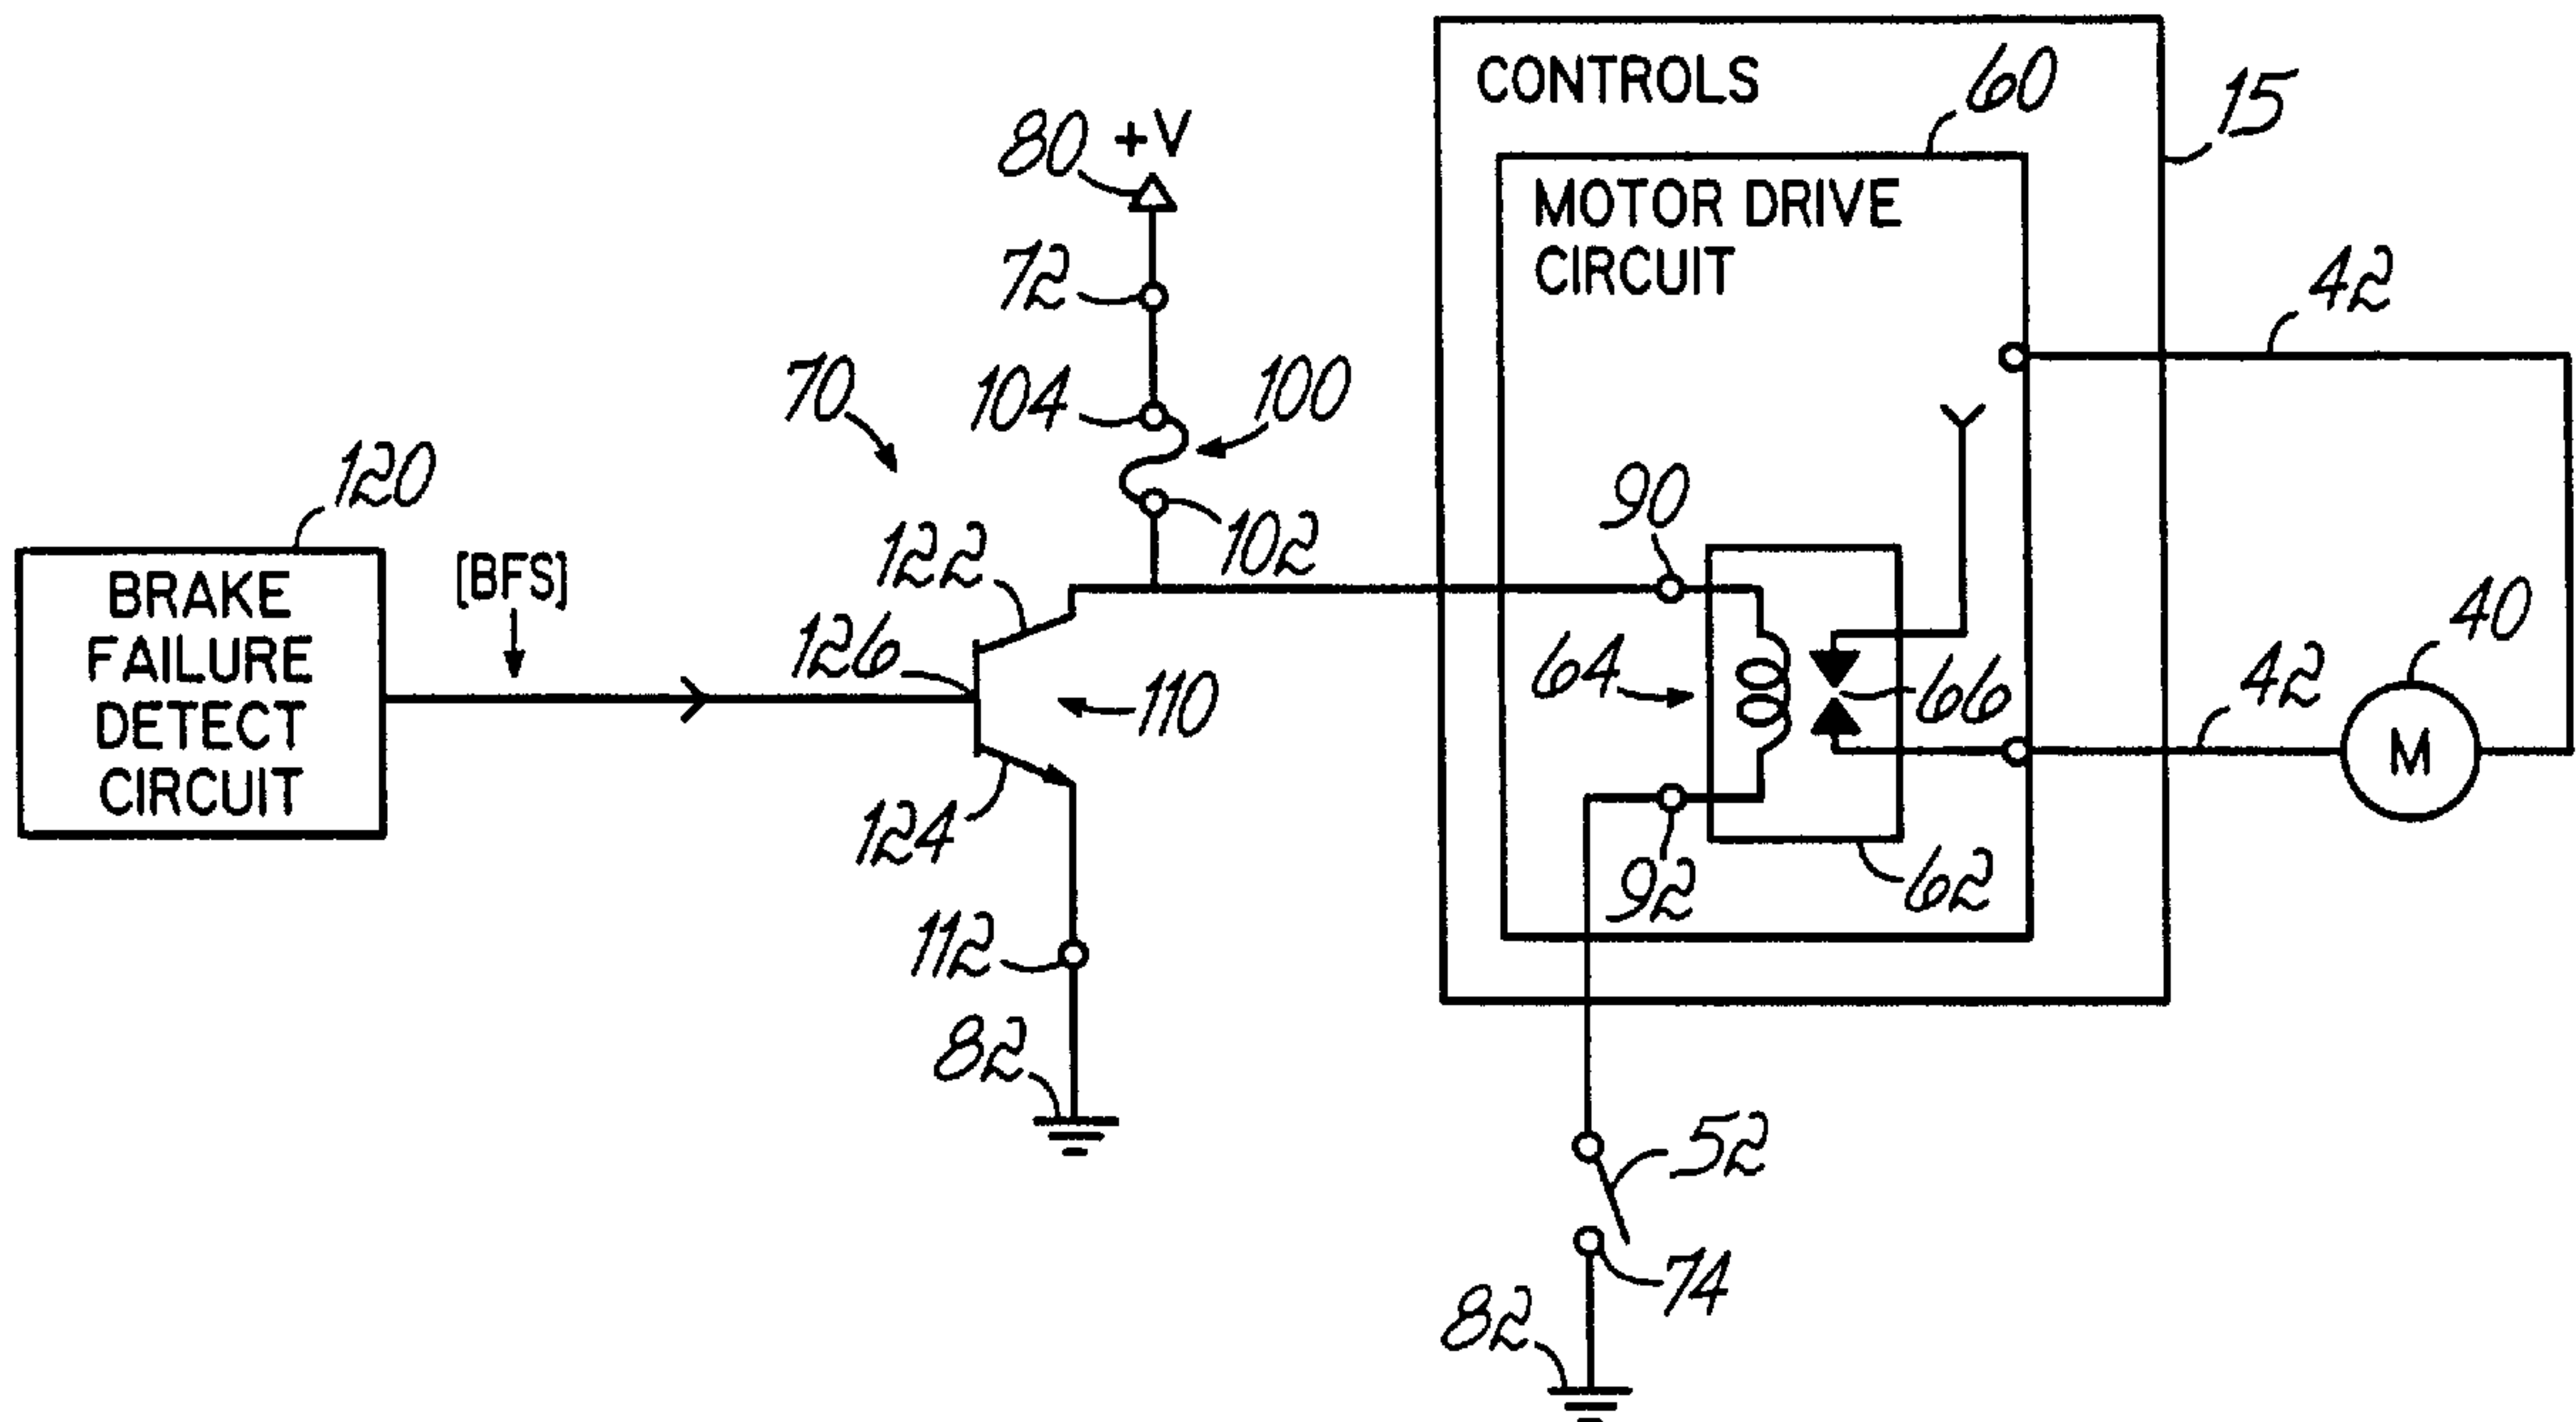 CONTROLS
60
15
80
+V
MOTOR DRIVE
CIRCUIT
72
42
70
104
100
90
120
102
122
[BFS]
BRAKE
FAILURE
DETECT
CIRCUIT
126
110
64
66
42
40
M
124
92
62
112
82
52
74
82